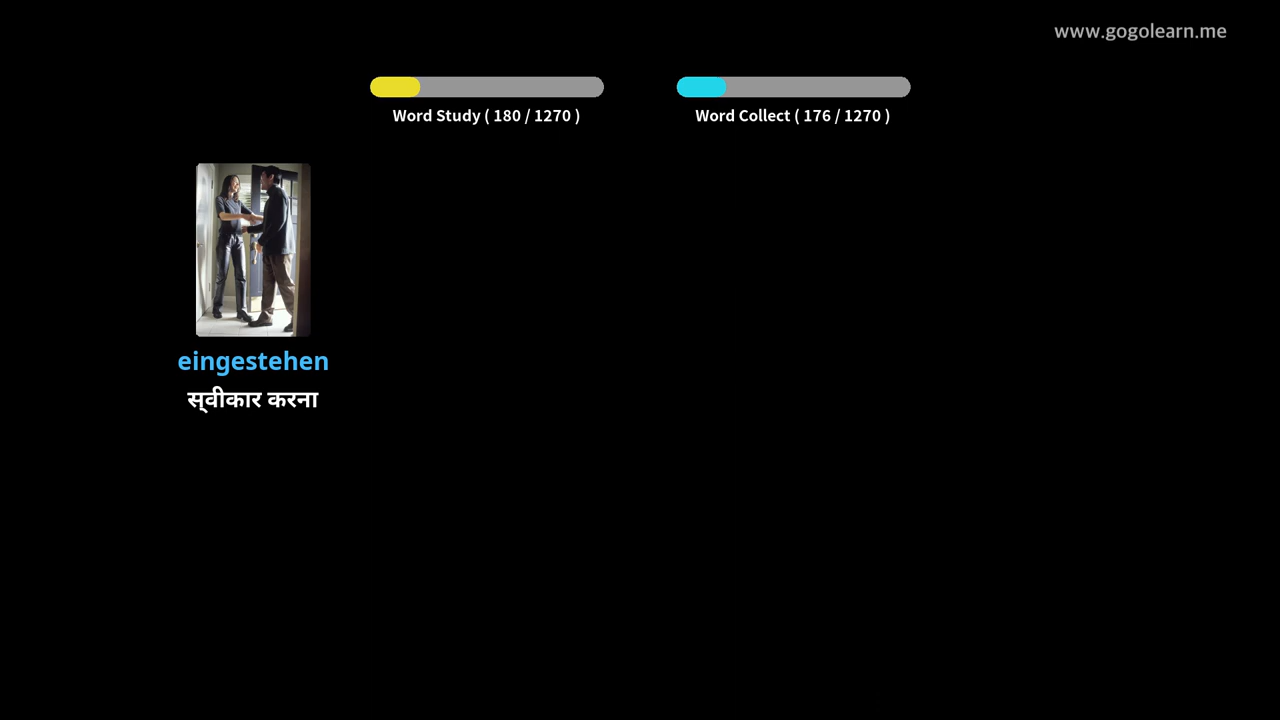 www.gogolearn.me
Word Study ( 180 / 1270 )
Word Collect ( 176 / 1270 )
eingestehen
स्वीकार करना